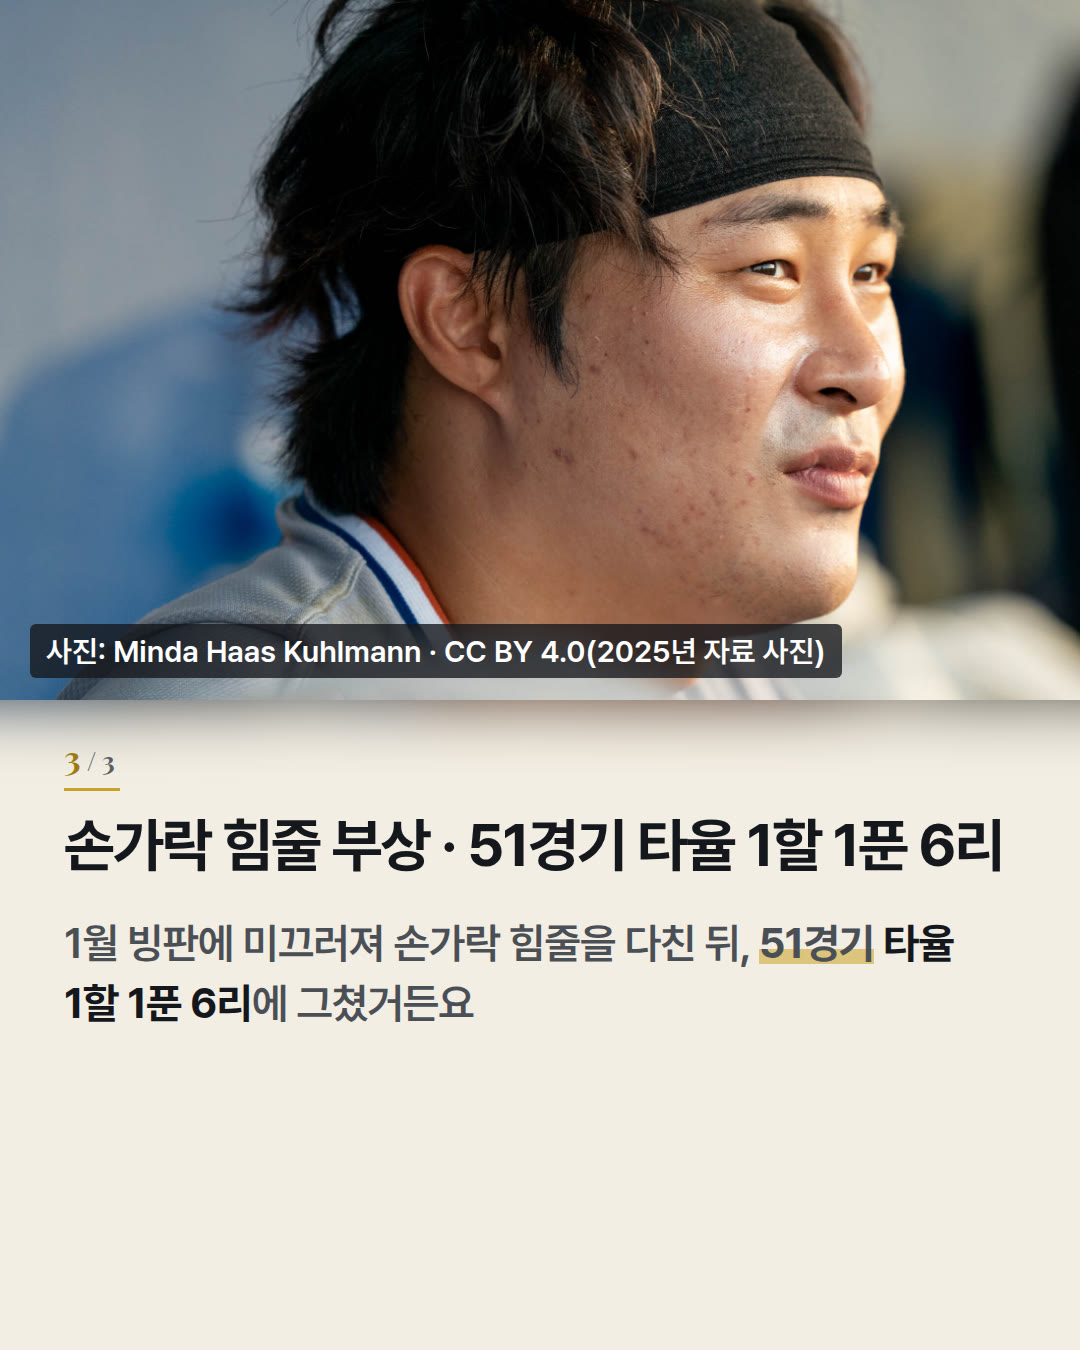 사진: Minda Haas Kuhlmann · CC BY 4.0(2025년 자료 사진)
3 / 3
손가락 힘줄 부상 · 51경기 타율 1할 1푼 6리
1월 빙판에 미끄러져 손가락 힘줄을 다친 뒤, 51경기 타율
1할 1푼 6리에 그쳤거든요